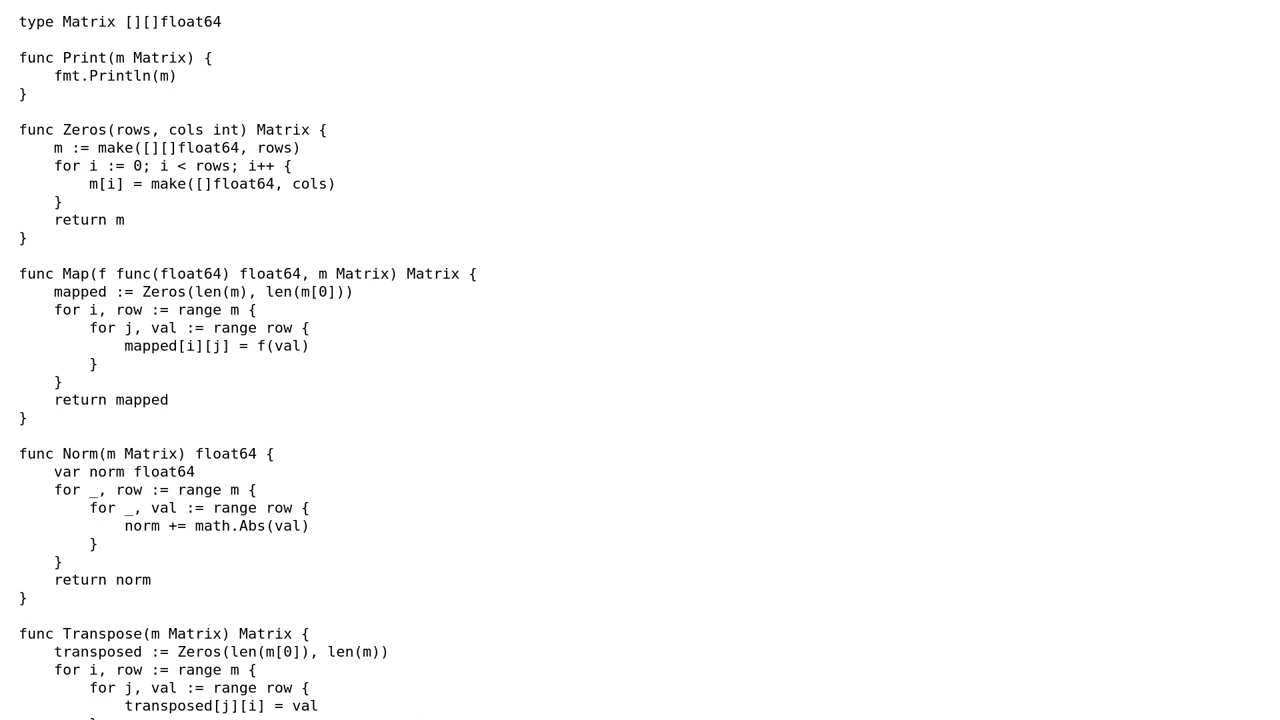 type Matrix [][]float64

func Print(m Matrix) {
    fmt.Println(m)
}

func Zeros(rows, cols int) Matrix {
    m := make([][]float64, rows)
    for i := 0; i < rows; i++ {
        m[i] = make([]float64, cols)
    }
    return m
}

func Map(f func(float64) float64, m Matrix) Matrix {
    mapped := Zeros(len(m), len(m[0]))
    for i, row := range m {
        for j, val := range row {
            mapped[i][j] = f(val)
        }
    }
    return mapped
}

func Norm(m Matrix) float64 {
    var norm float64
    for _, row := range m {
        for _, val := range row {
            norm += math.Abs(val)
        }
    }
    return norm
}

func Transpose(m Matrix) Matrix {
    transposed := Zeros(len(m[0]), len(m))
    for i, row := range m {
        for j, val := range row {
            transposed[j][i] = val